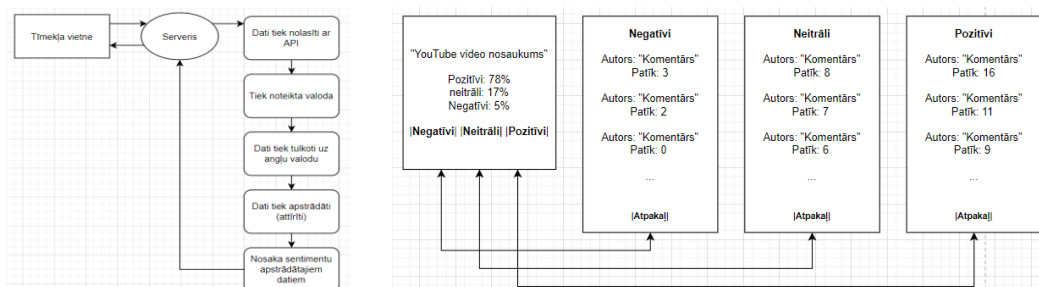 Tīmekļa vietne
Serveris
Dati tiek nolasīti ar
API
Tiek noteikta valoda
Dati tiek tulkoti uz
angļu valodu
Dati tiek apstrādāti
(attīrīti)
Nosaka sentimentu
apstrādātajiem
datiem
"YouTube video nosaukums"
Pozitīvi: 78%
neitrāli: 17%
Negatīvi: 5%
|Negatīvi| |Neitrāli| |Pozitīvi|
Negatīvi
Autors: "Komentārs"
Patīk: 3
Autors: "Komentārs"
Patīk: 2
Autors: "Komentārs"
Patīk: 0
...
|Atpakaļ|
Neitrāli
Autors: "Komentārs"
Patīk: 8
Autors: "Komentārs"
Patīk: 7
Autors: "Komentārs"
Patīk: 6
...
|Atpakaļ|
Pozitīvi
Autors: "Komentārs"
Patīk: 16
Autors: "Komentārs"
Patīk: 11
Autors: "Komentārs"
Patīk: 9
...
|Atpakaļ|